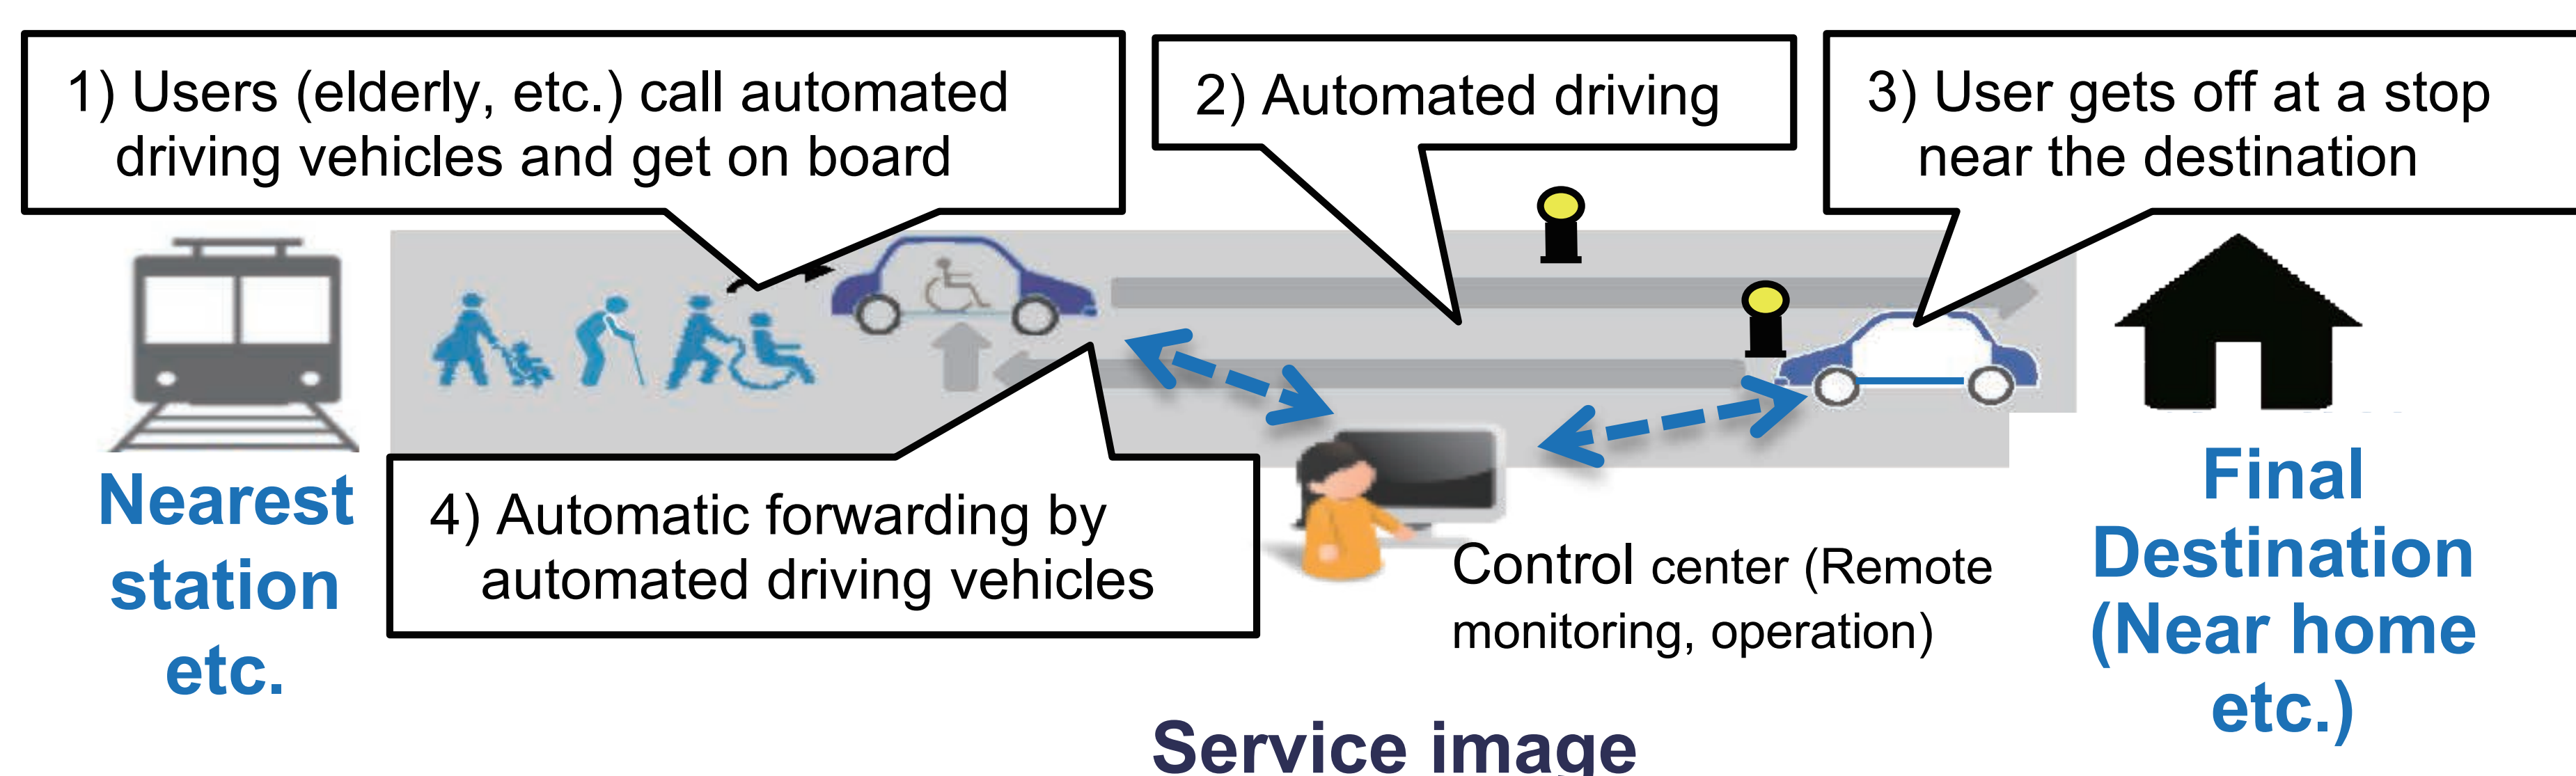 1) Users (elderly, etc.) call automated
driving vehicles and get on board
2) Automated driving
3) User gets off at a stop
near the destination
Nearest
station
etc.
4) Automatic forwarding by
automated driving vehicles
Control center (Remote
monitoring, operation)
Final
Destination
(Near home
etc.)
Service image